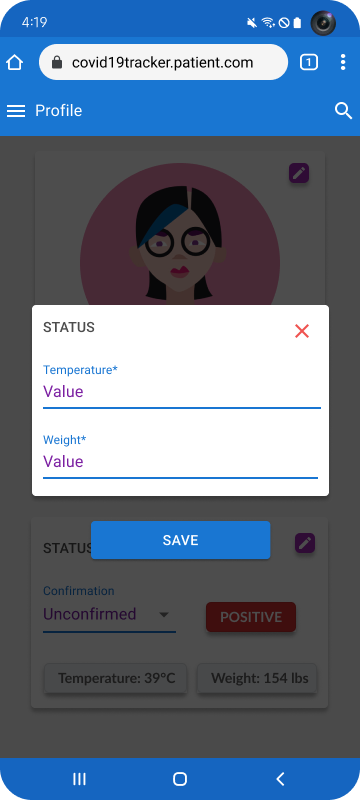 4:19
covid19tracker.patient.com
1
Profile
STATUS
Temperature*
Value
Weight*
Value
SAVE
STATUS
Confirmation
Unconfirmed
POSITIVE
Temperature: 39°C
Weight: 154 lbs